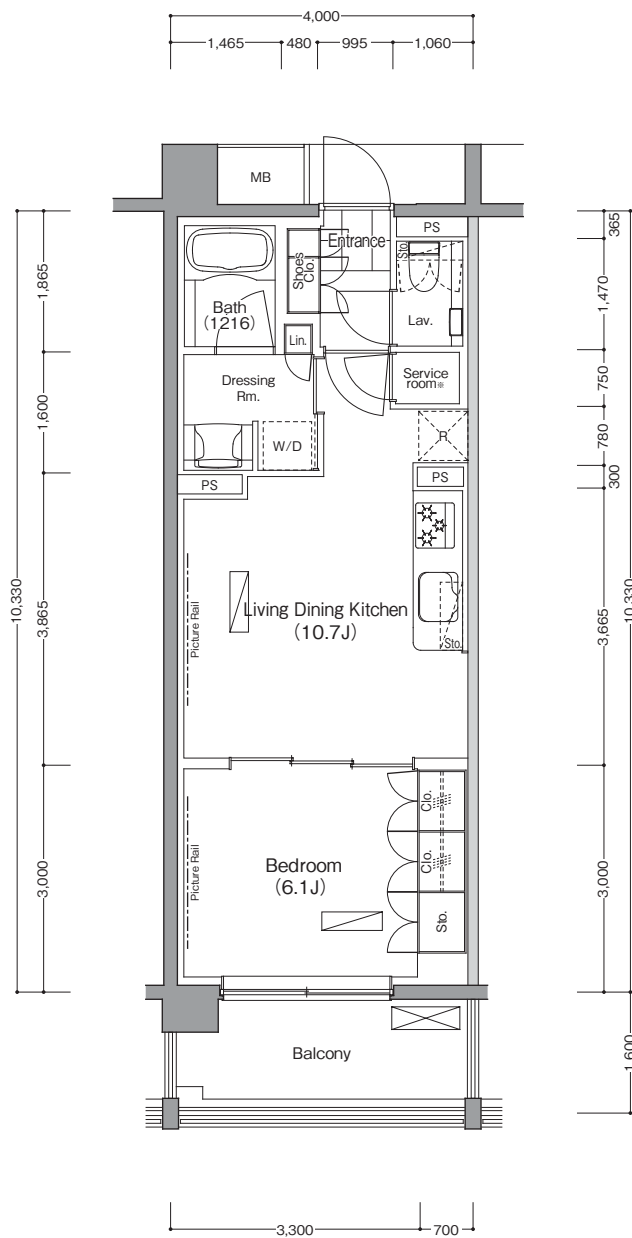 4,000
1,465 480 995 1,060
MB
PS
365
Entrance
Sto.
Shoes
Clo.
1,865
1,470
Bath
(1216)
Lav.
Lin.
Dressing
Rm.
Service
room※
750
1,600
W/D
R
780
PS
PS
300
10,330
3,865
Picture Rail
Living Dining Kitchen
(10.7J)
Sto.
3,665
10,330
3,000
Picture Rail
Bedroom
(6.1J)
Clo.
Clo.
Sto.
3,000
Balcony
1,600
3,300 700